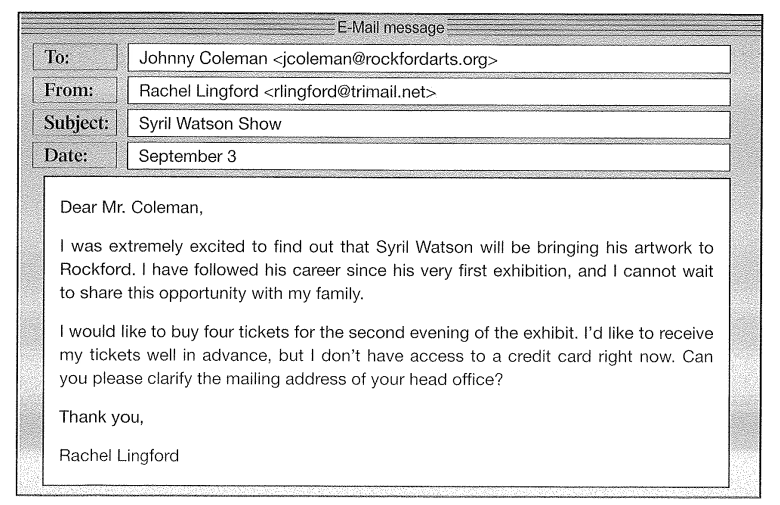 E-Mail message
To: Johnny Coleman <jcoleman@rockfordarts.org>
From: Rachel Lingford <rlingford@trimail.net>
Subject: Syril Watson Show
Date: September 3
Dear Mr. Coleman,
I was extremely excited to find out that Syril Watson will be bringing his artwork to
Rockford. I have followed his career since his very first exhibition, and I cannot wait
to share this opportunity with my family.
I would like to buy four tickets for the second evening of the exhibit. I'd like to receive
my tickets well in advance, but I don't have access to a credit card right now. Can
you please clarify the mailing address of your head office?
Thank you,
Rachel Lingford